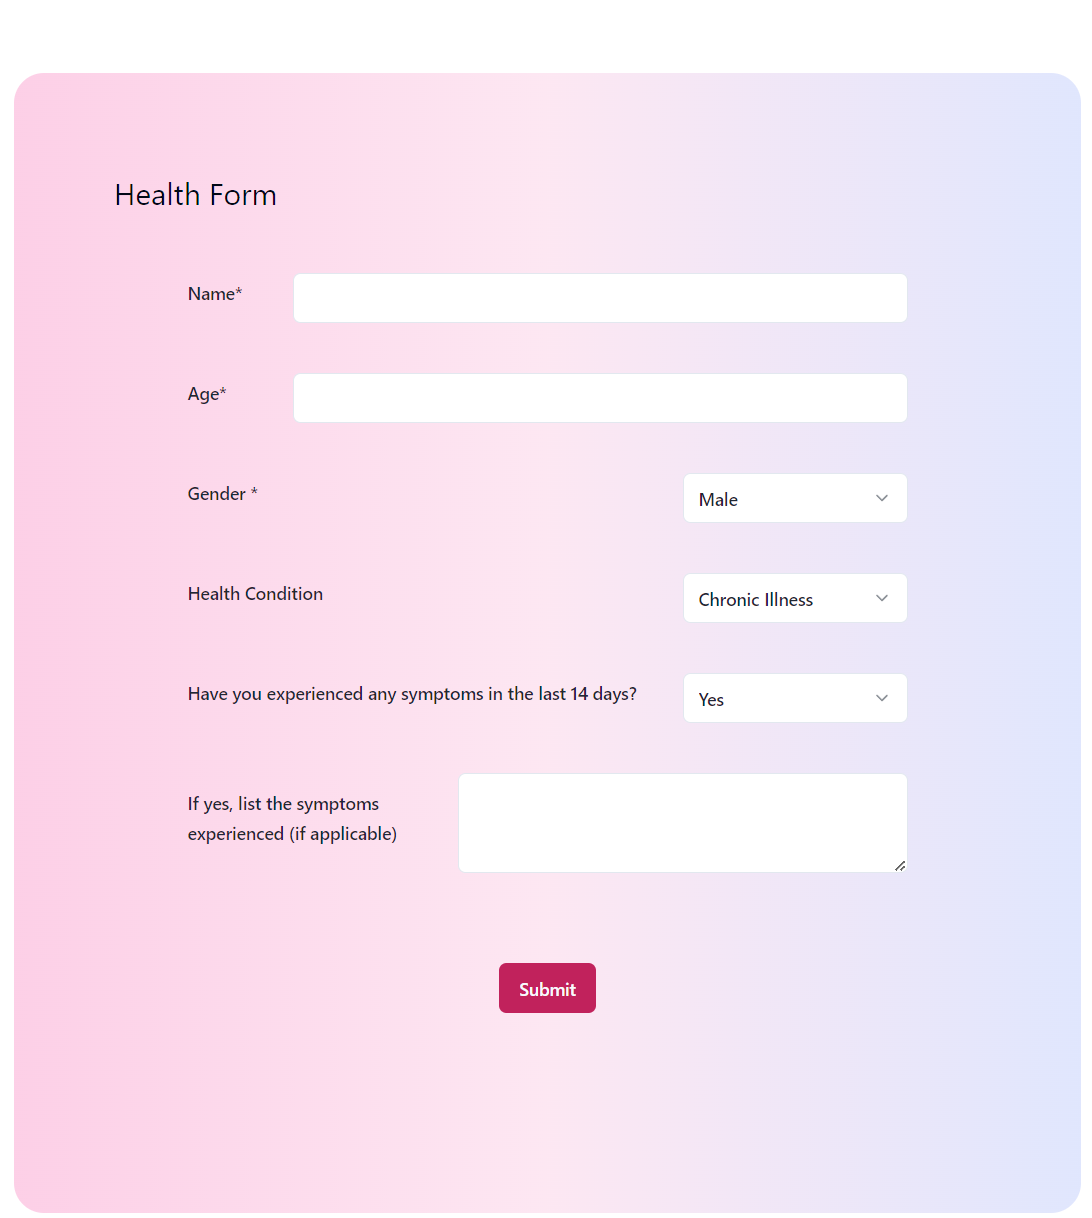 Health Form
Name*
Age*
Gender *
Male
Health Condition
Chronic Illness
Have you experienced any symptoms in the last 14 days?
Yes
If yes, list the symptoms
experienced (if applicable)
Submit